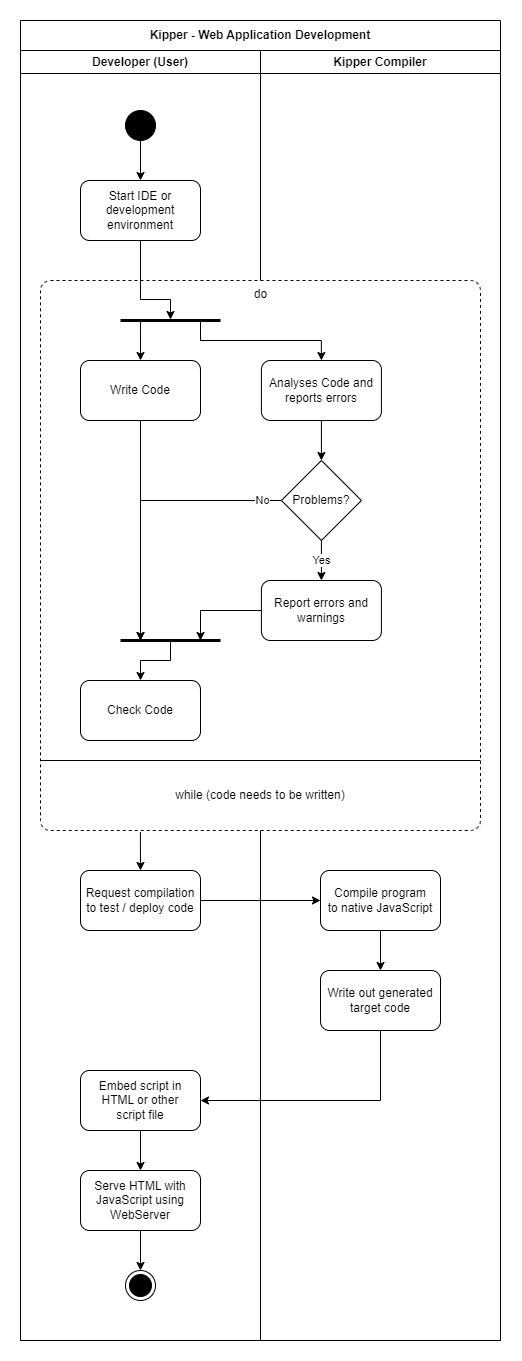 Kipper - Web Application Development
Developer (User)
Kipper Compiler
Start IDE or
development
environment
do
Write Code
Analyses Code and
reports errors
No
Problems?
Yes
Report errors and
warnings
Check Code
while (code needs to be written)
Request compilation
to test / deploy code
Compile program
to native JavaScript
Write out generated
target code
Embed script in
HTML or other
script file
Serve HTML with
JavaScript using
WebServer